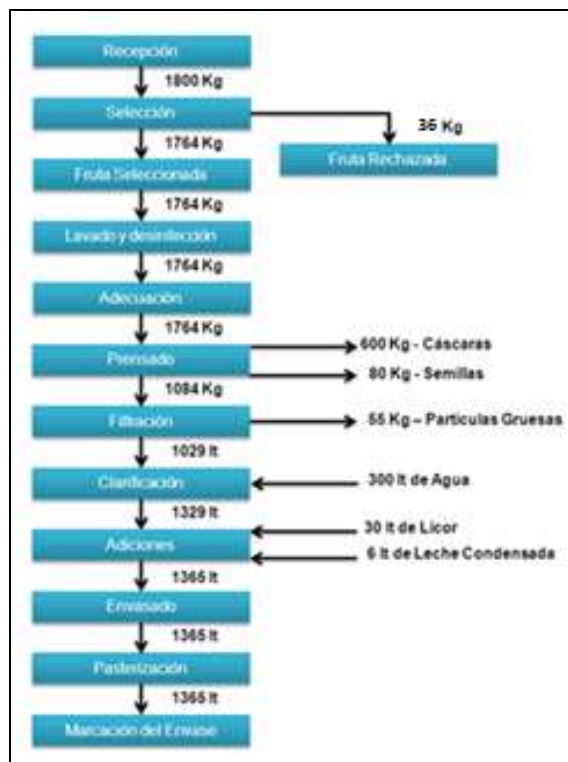 Recepción
1800 Kg
Selección
36 Kg
1764 Kg
Fruta Rechazada
Fruta Seleccionada
1764 Kg
Lavado y desinfección
1764 Kg
Adecuación
1764 Kg
600 Kg - Cáscaras
Prensado
80 Kg - Semillas
1084 Kg
Filtración
55 Kg – Particulas Gruesas
1029 lt
Clarificación
300 lt de Agua
1329 lt
30 lt de Licor
Adiciones
6 lt de Leche Condensada
1365 lt
Envasado
1365 lt
Pasterización
1365 lt
Marcación del Envase